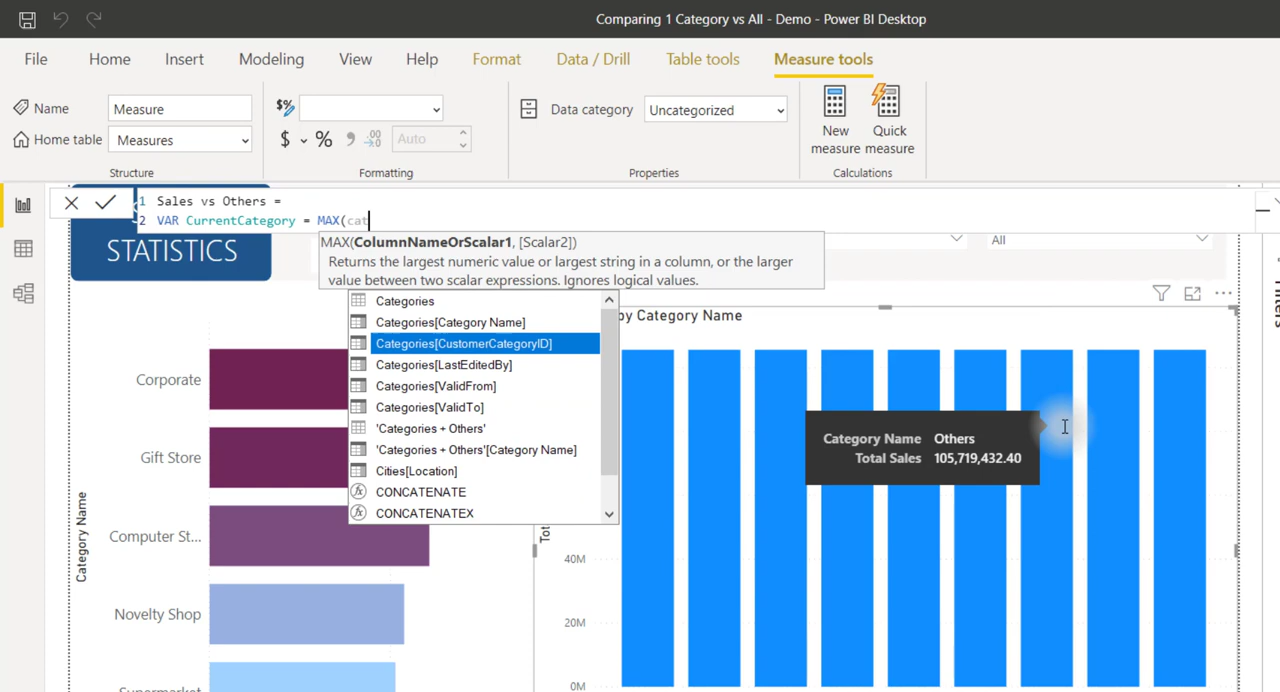 Comparing 1 Category vs All - Demo - Power BI Desktop
File Home Insert Modeling View Help Format Data / Drill Table tools Measure tools
Name Measure
Home table Measures
Structure
$ % 9 .00 Auto
Formatting
Data category Uncategorized
Properties
New measure
Quick measure
Calculations
1 Sales vs Others =
2 VAR CurrentCategory = MAX(cat
MAX(ColumnNameOrScalar1, [Scalar2])
Returns the largest numeric value or largest string in a column, or the larger
value between two scalar expressions. Ignores logical values.
STATISTICS
All
Categories
Categories[Category Name]
Categories[CustomerCategoryID]
Categories[LastEditedBy]
Categories[ValidFrom]
Categories[ValidTo]
'Categories + Others'
'Categories + Others'[Category Name]
Cities[Location]
CONCATENATE
CONCATENATEX
by Category Name
Category Name Others
Total Sales 105,719,432.40
Category Name
Corporate
Gift Store
Computer St...
Novelty Shop
Supermarket
40M
20M
0M
Filters